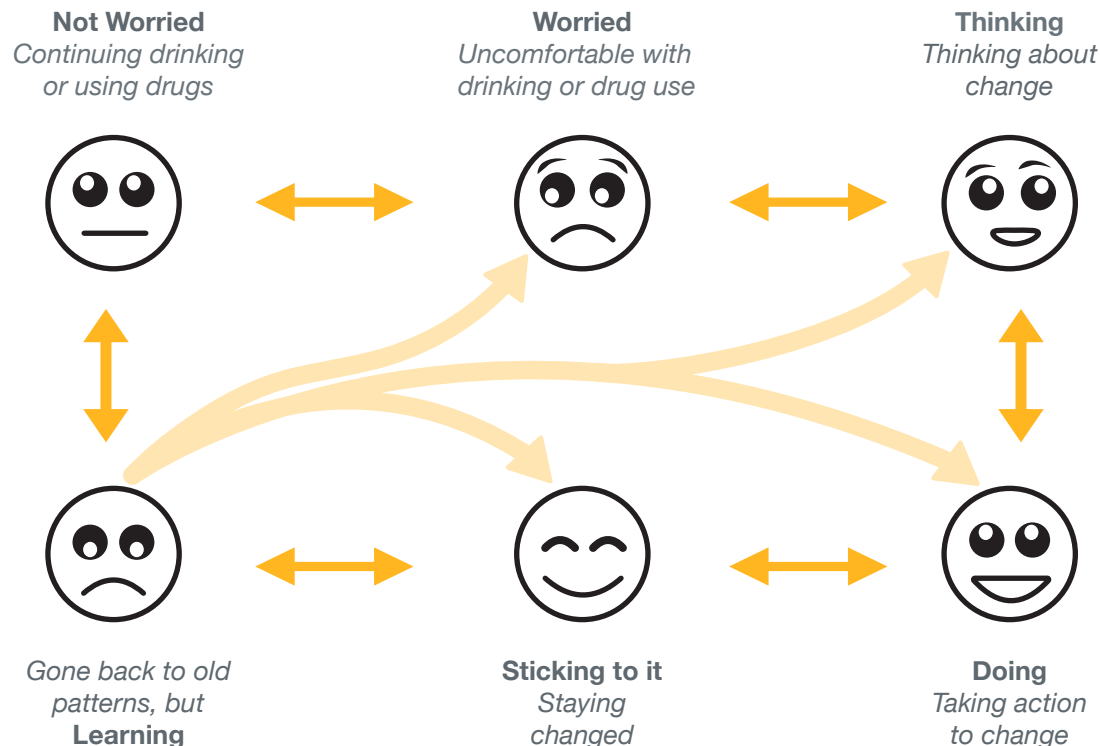 Not Worried
Continuing drinking
or using drugs
Worried
Uncomfortable with
drinking or drug use
Thinking
Thinking about
change
Gone back to old
patterns, but
Learning
Sticking to it
Staying
changed
Doing
Taking action
to change